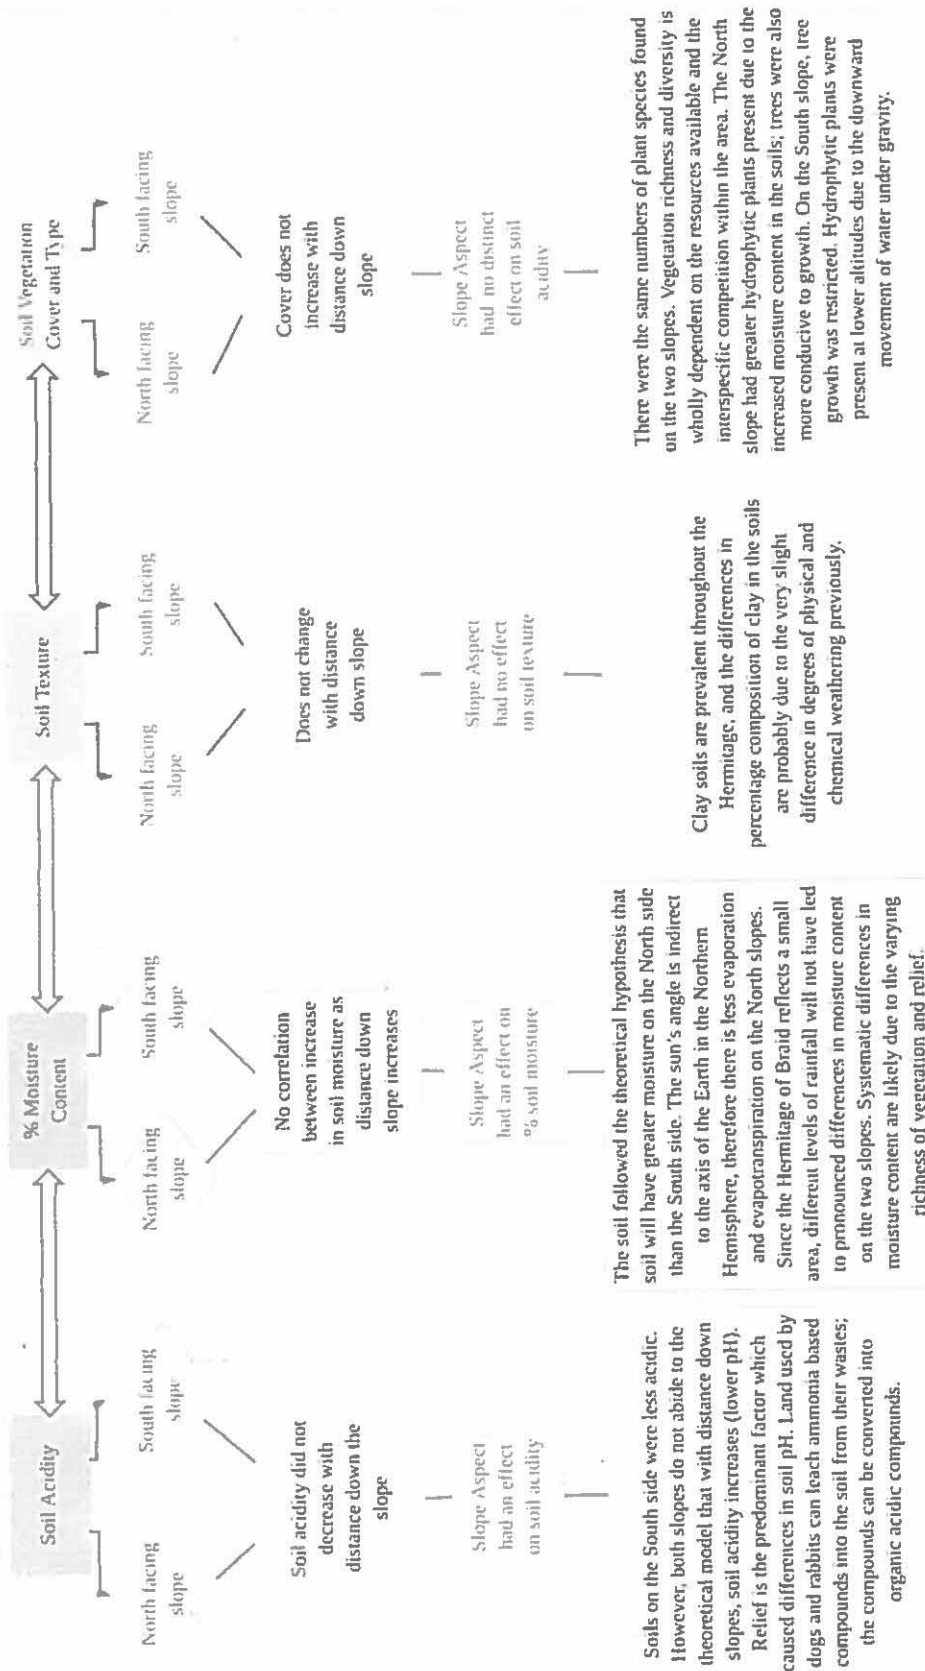 Soil Acidity
North facing
slope
South facing
slope
Soil acidity did not
decrease with
distance down the
slope
Slope Aspect
had an effect
on soil acidity
Soils on the South side were less acidic.
However, both slopes do not abide to the
theoretical model that with distance down
slopes, soil acidity increases (lower pH).
Relief is the predominant factor which
caused differences in soil pH. Land used by
dogs and rabbits can leach ammonia based
compounds into the soil from their wastes;
the compounds can be converted into
organic acidic compounds.
% Moisture
Content
North facing
slope
South facing
slope
No correlation
between increase
in soil moisture as
distance down
slope increases
Slope Aspect
had an effect on
% soil moisture
The soil followed the theoretical hypothesis that
soil will have greater moisture on the North side
than the South side. The sun's angle is indirect
to the axis of the Earth in the Northern
Hemisphere, therefore there is less evaporation
and evapotranspiration on the North slopes.
Since the Hermitage of Braid reflects a small
area, different levels of rainfall will not have led
to pronounced differences in moisture content
on the two slopes. Systematic differences in
moisture content are likely due to the varying
richness of vegetation and relief.
Soil Texture
North facing
slope
South facing
slope
Does not change
with distance
down slope
Slope Aspect
had no effect
on soil texture
Clay soils are prevalent throughout the
Hermitage, and the differences in
percentage composition of clay in the soils
are probably due to the very slight
difference in degrees of physical and
chemical weathering previously.
Soil Vegetation
Cover and Type
North facing
slope
South facing
slope
Cover does not
increase with
distance down
slope
Slope Aspect
had no distinct
effect on soil
acidity
There were the same numbers of plant species found
on the two slopes. Vegetation richness and diversity is
wholly dependent on the resources available and the
interspecific competition within the area. The North
slope had greater hydrophytic plants present due to the
increased moisture content in the soils; trees were also
more conducive to growth. On the South slope, tree
growth was restricted. Hydrophytic plants were
present at lower altitudes due to the downward
movement of water under gravity.